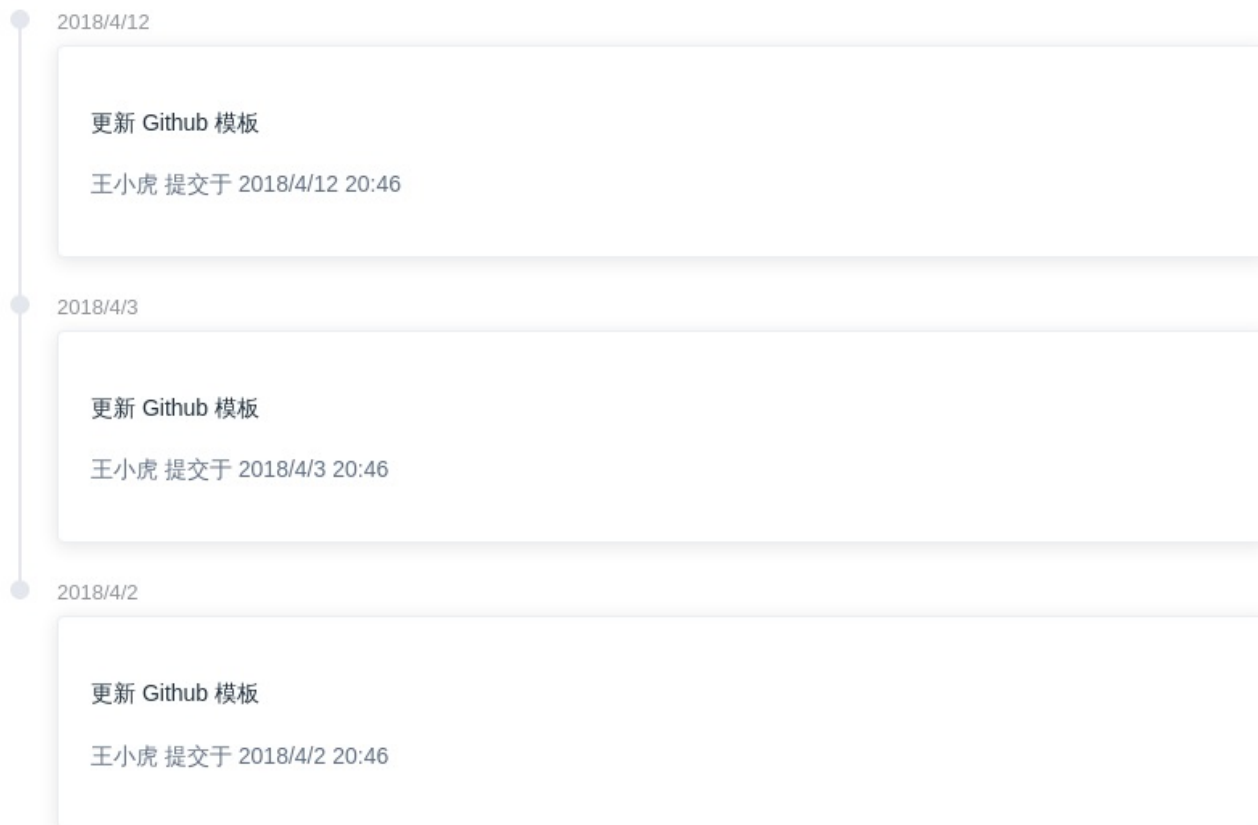 2018/4/12
更新 Github 模板
王小虎 提交于 2018/4/12 20:46
2018/4/3
更新 Github 模板
王小虎 提交于 2018/4/3 20:46
2018/4/2
更新 Github 模板
王小虎 提交于 2018/4/2 20:46